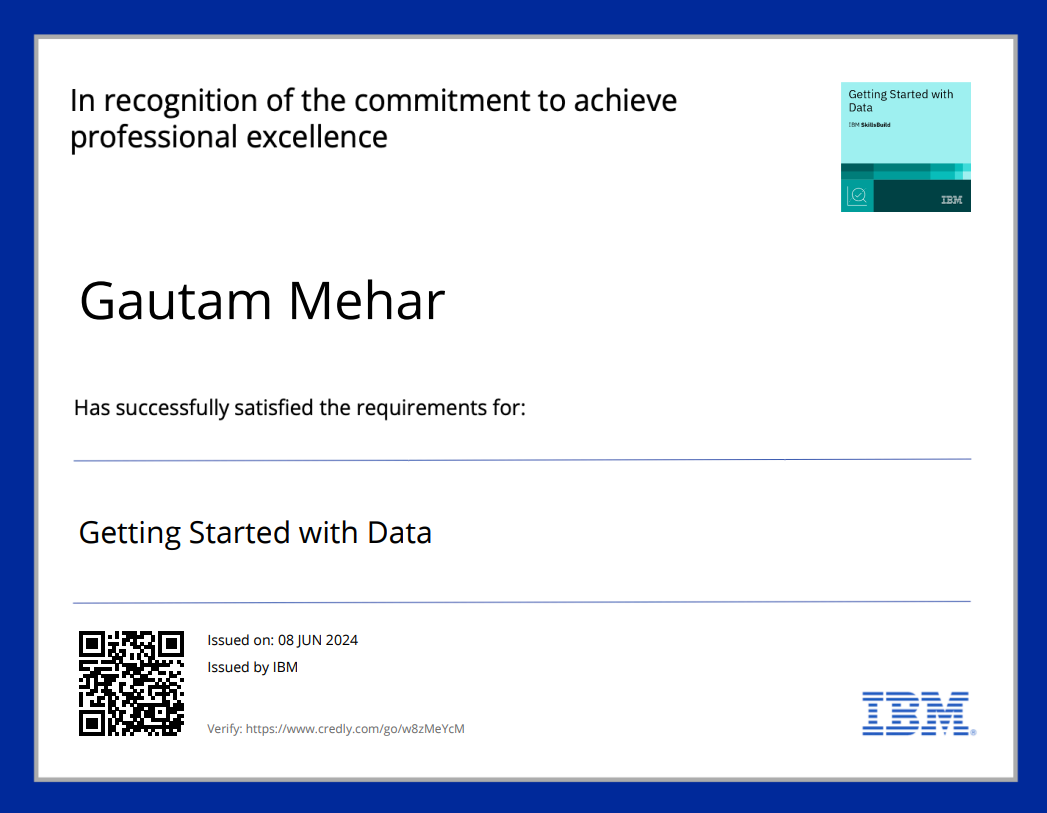 In recognition of the commitment to achieve
professional excellence
Getting Started with
Data
IBM SkillsBuild
IBM
Gautam Mehar
Has successfully satisfied the requirements for:
Getting Started with Data
Issued on: 08 JUN 2024
Issued by IBM
Verify: https://www.credly.com/go/w8zMeYcM
IBM®